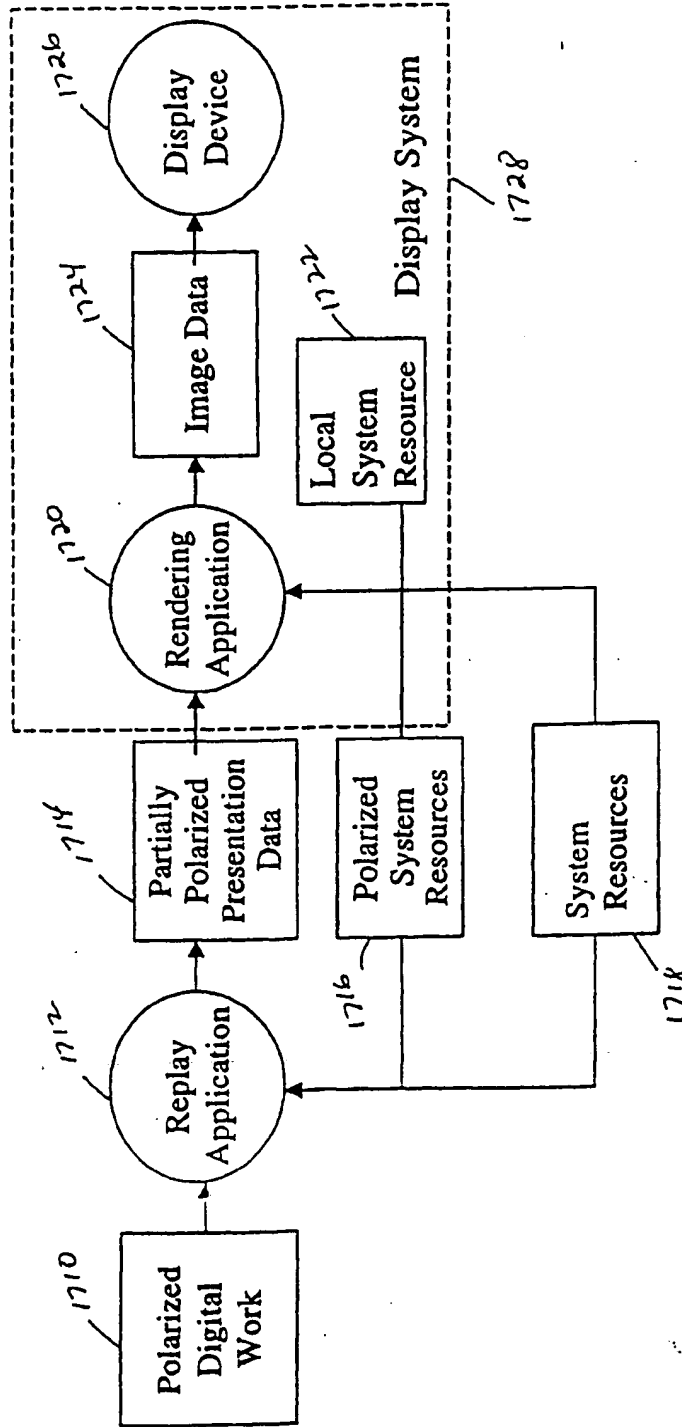 1710
Polarized
Digital
Work
1712
Replay
Application
1714
Partially
Polarized
Presentation
Data
1716
Polarized
System
Resources
1718
System
Resources
1720
Rendering
Application
1722
Local
System
Resource
1724
Image Data
1726
Display
Device
Display System
1728